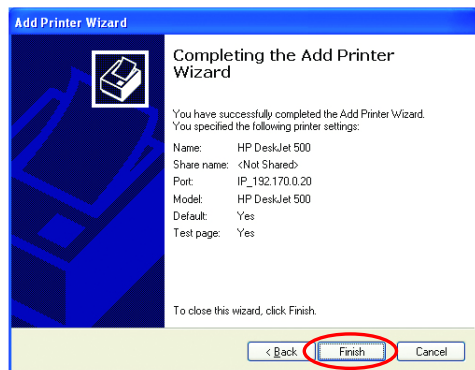 Add Printer Wizard
Completing the Add Printer
Wizard
You have successfully completed the Add Printer Wizard.
You specified the following printer settings:
Name: HP DeskJet 500
Share name: <Not Shared>
Port: IP_192.170.0.20
Model: HP DeskJet 500
Default: Yes
Test page: Yes
To close this wizard, click Finish.
< Back Finish Cancel